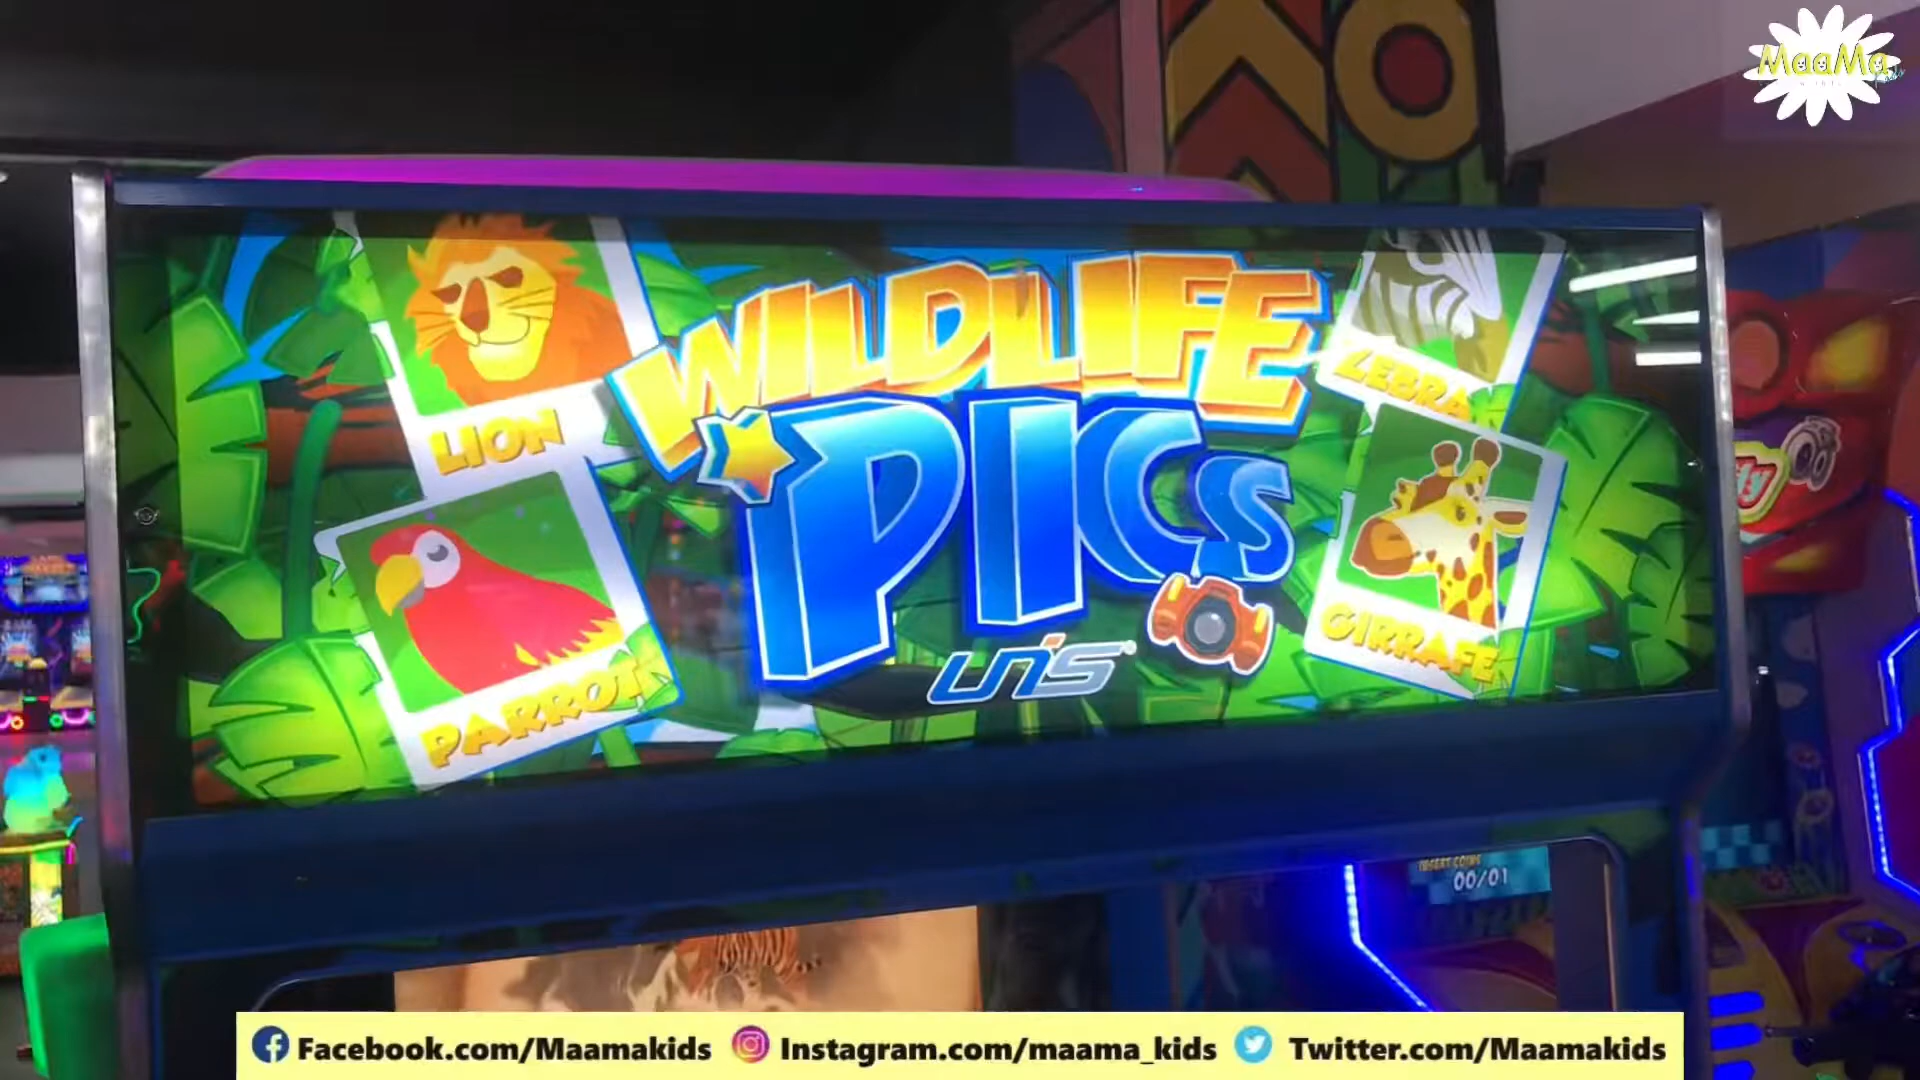 MaaMa
WILDLIFE
PICs
unis
LION
ZEBRA
PARROT
GIRRAFE
INSERT COINS
00/01
Facebook.com/Maamakids Instagram.com/maama_kids Twitter.com/Maamakids